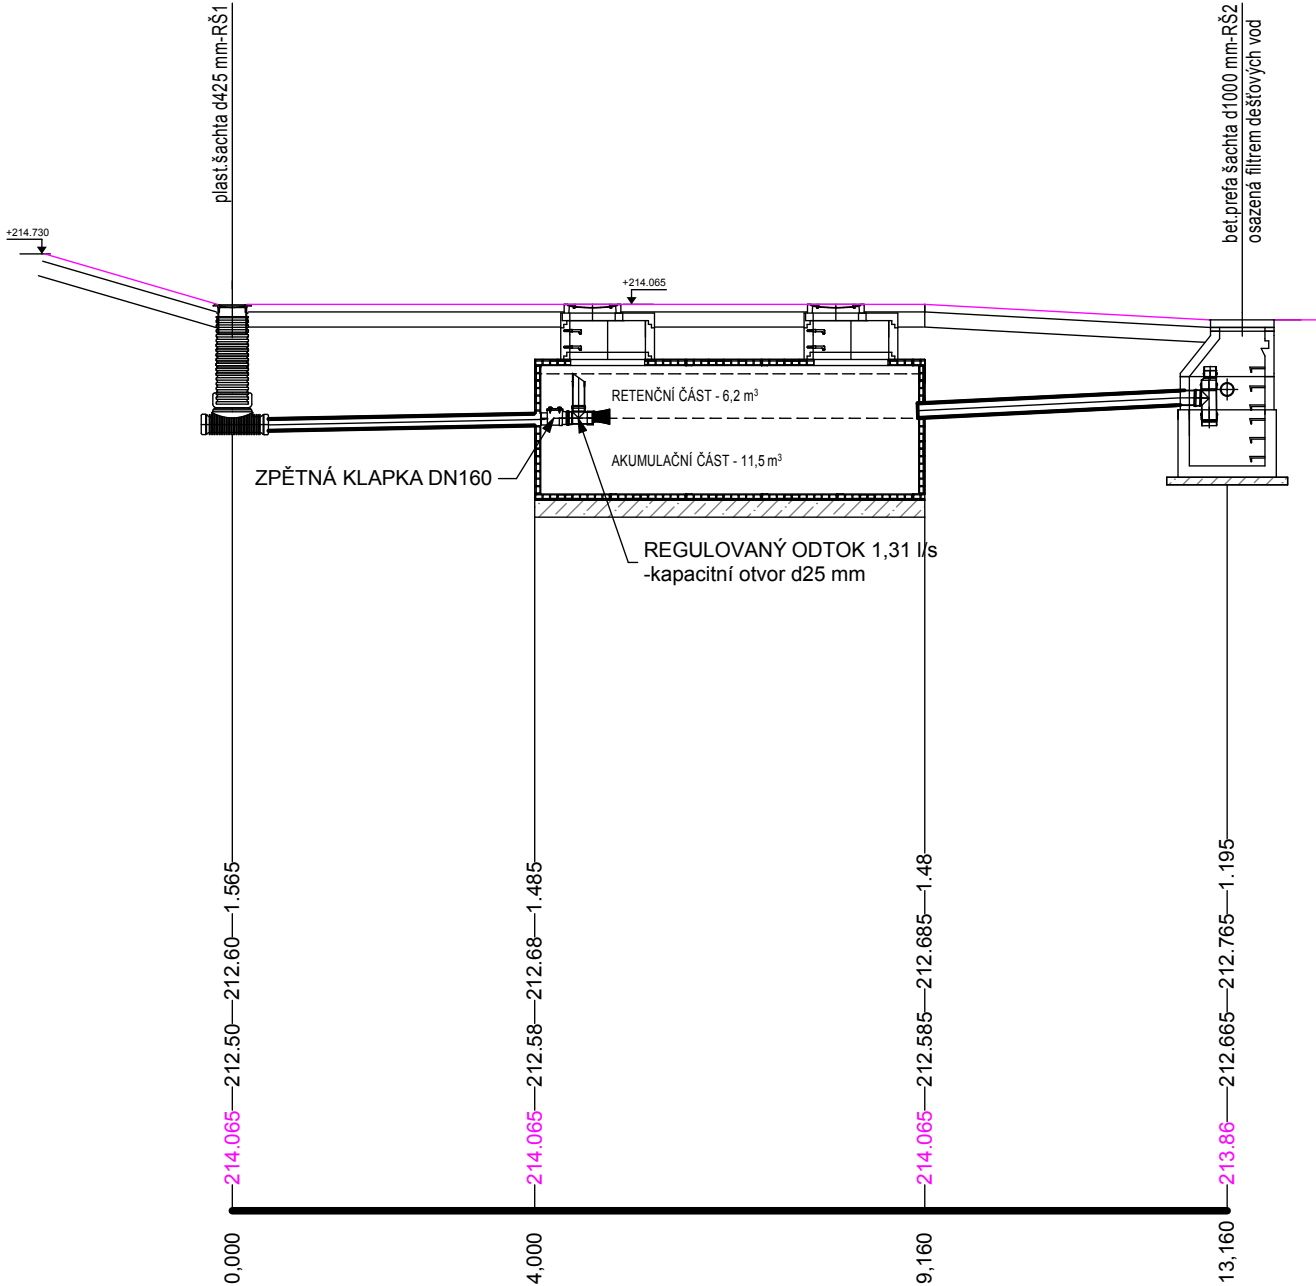 plast.šachta d425 mm-RŠ1
bet.prefa šachta d1000 mm-RŠ2
osazená filtrem dešťových vod
+214.730
+214.065
RETENČNÍ ČÁST - 6,2 m³
AKUMULAČNÍ ČÁST - 11,5 m³
ZPĚTNÁ KLAPKA DN160
REGULOVANÝ ODTOK 1,31 l/s
-kapacitní otvor d25 mm
214.065 212.50 212.60 1.565
214.065 212.58 212.68 1.485
214.065 212.585 212.685 1.48
213.86 212.665 212.765 1.195
0,000
4,000
9,160
13,160